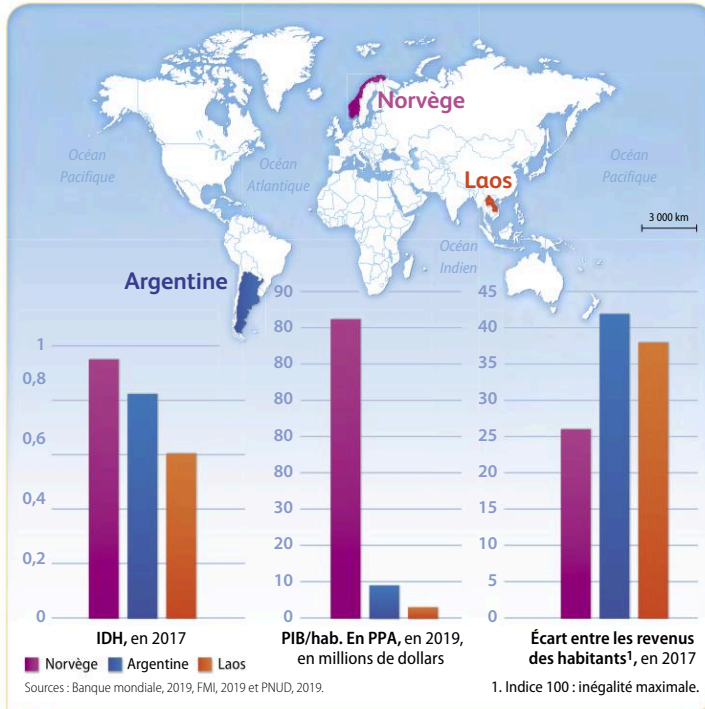 Norvège
Océan
Pacifique
Océan
Atlantique
Laos
Océan
Pacifique
3 000 km
Océan
Indien
Argentine
1
0,8
0,6
0,4
0,2
0
IDH, en 2017
90
80
80
80
80
80
30
20
10
0
PIB/hab. En PPA, en 2019,
en millions de dollars
45
40
35
30
25
20
15
10
5
0
Écart entre les revenus
des habitants¹, en 2017
Norvège Argentine Laos
Sources : Banque mondiale, 2019, FMI, 2019 et PNUD, 2019.
1. Indice 100 : inégalité maximale.